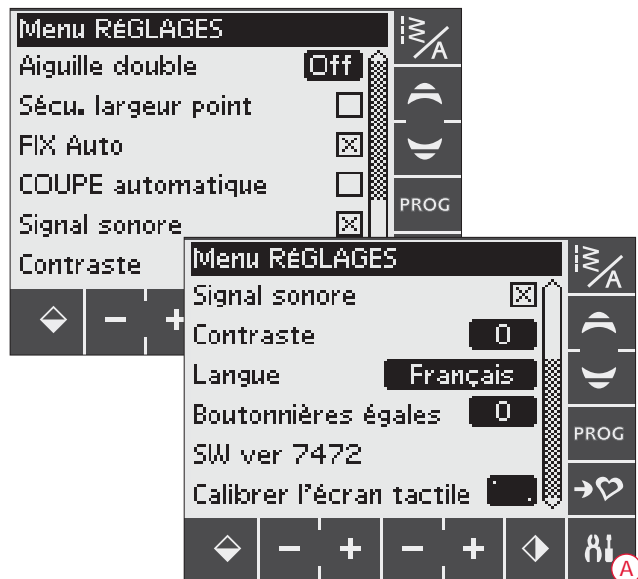 Menu RÉGLAGES
Aiguille double Off
Sécu. largeur point
FIX Auto
COUPE automatique
Signal sonore
Contraste
A
PROG
- +
Menu RÉGLAGES
Signal sonore
Contraste 0
Langue Français
Boutonnières égales 0
SW ver 7472
Calibrer l'écran tactile
A
PROG
- + - +
A